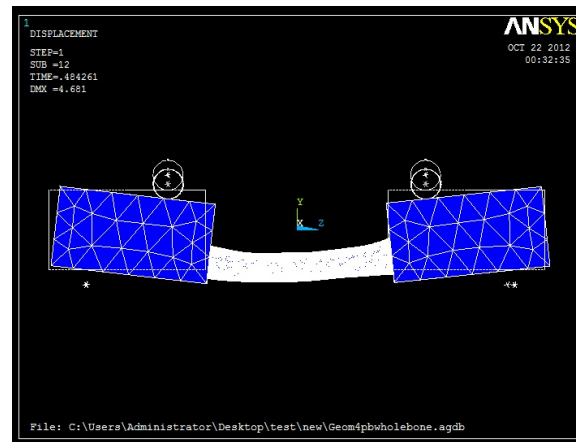 1
DISPLACEMENT
STEP=1
SUB =12
TIME=.484261
DMX =4.681
ANSYS
OCT 22 2012
00:32:35
Y
X
Z
File: C:\Users\Administrator\Desktop\test\new\Geom4pbwholebone.agdb